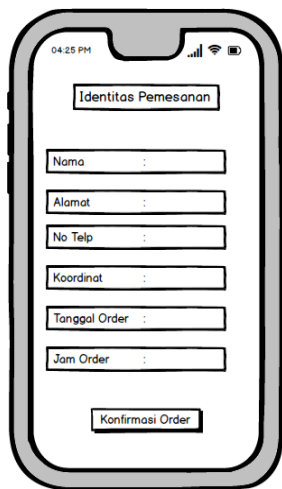 04:25 PM
Identitas Pemesanan
Nama :
Alamat :
No Telp :
Koordinat :
Tanggal Order :
Jam Order :
Konfirmasi Order